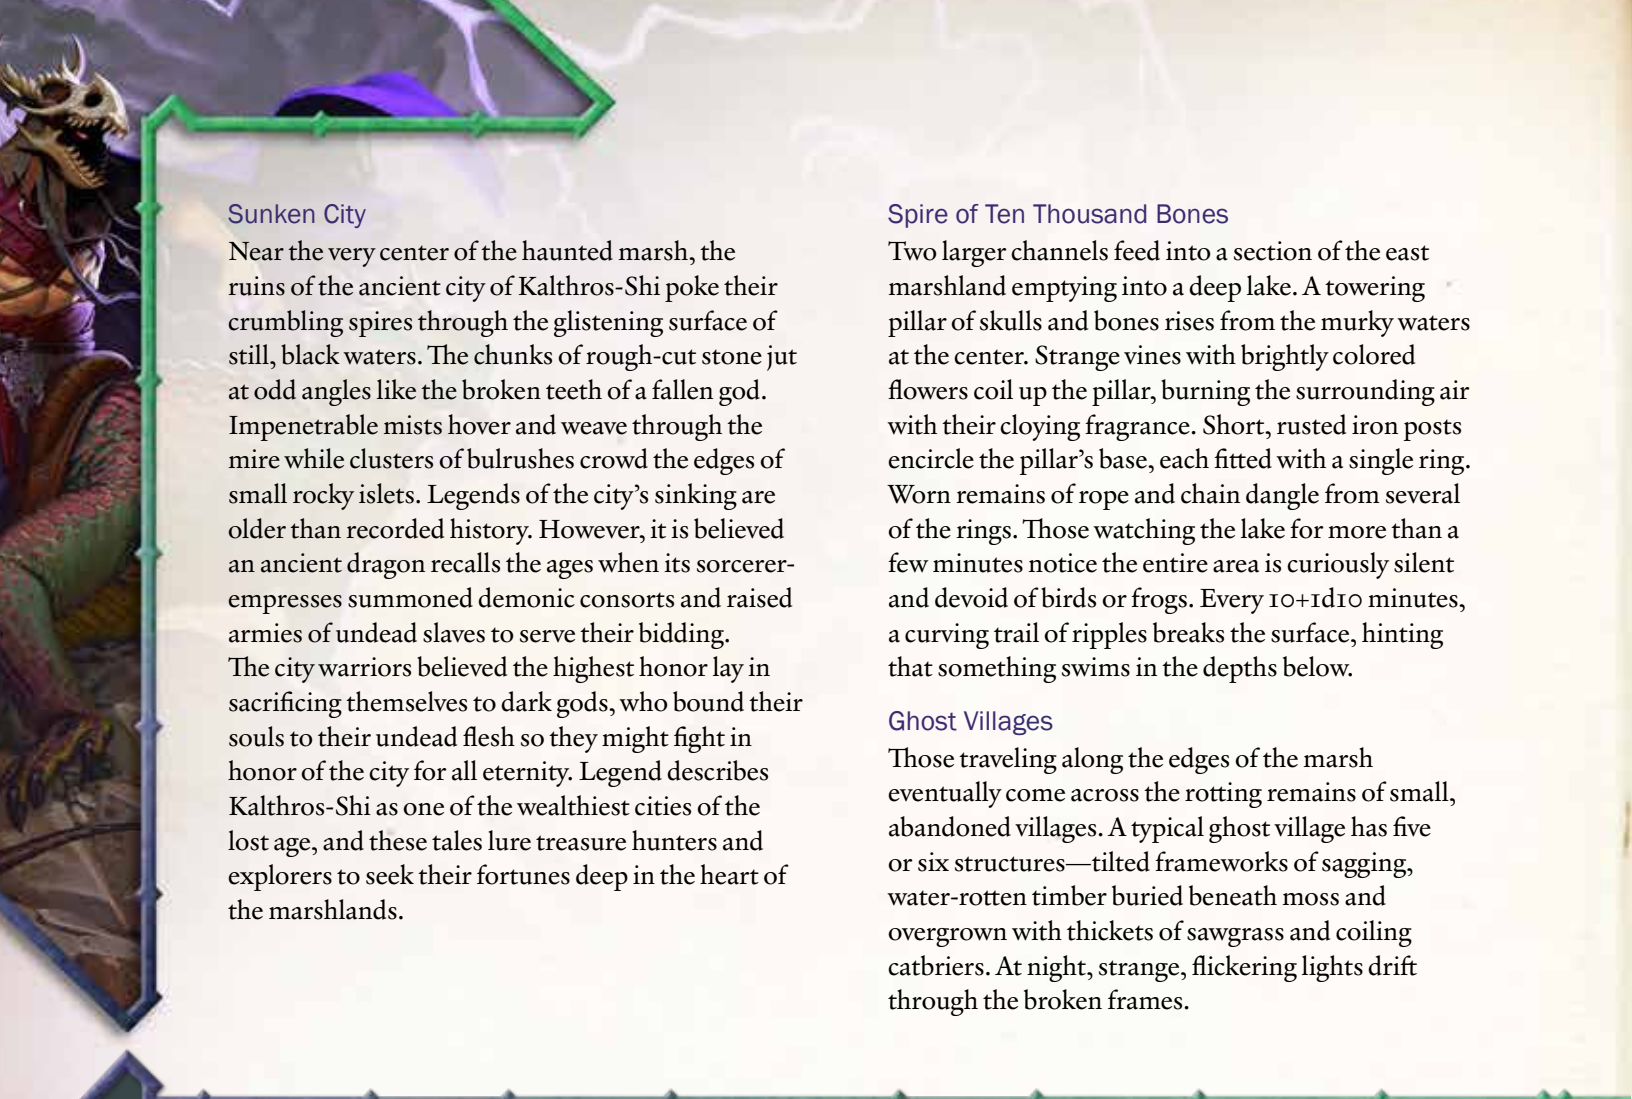 Sunken City
Near the very center of the haunted marsh, the
ruins of the ancient city of Kalthros-Shi poke their
crumbling spires through the glistening surface of
still, black waters. The chunks of rough-cut stone jut
at odd angles like the broken teeth of a fallen god.
Impenetrable mists hover and weave through the
mire while clusters of bulrushes crowd the edges of
small rocky islets. Legends of the city’s sinking are
older than recorded history. However, it is believed
an ancient dragon recalls the ages when its sorcerer-
empresses summoned demonic consorts and raised
armies of undead slaves to serve their bidding.
The city warriors believed the highest honor lay in
sacrificing themselves to dark gods, who bound their
souls to their undead flesh so they might fight in
honor of the city for all eternity. Legend describes
Kalthros-Shi as one of the wealthiest cities of the
lost age, and these tales lure treasure hunters and
explorers to seek their fortunes deep in the heart of
the marshlands.
Spire of Ten Thousand Bones
Two larger channels feed into a section of the east
marshland emptying into a deep lake. A towering
pillar of skulls and bones rises from the murky waters
at the center. Strange vines with brightly colored
flowers coil up the pillar, burning the surrounding air
with their cloying fragrance. Short, rusted iron posts
encircle the pillar’s base, each fitted with a single ring.
Worn remains of rope and chain dangle from several
of the rings. Those watching the lake for more than a
few minutes notice the entire area is curiously silent
and devoid of birds or frogs. Every 10+1d10 minutes,
a curving trail of ripples breaks the surface, hinting
that something swims in the depths below.
Ghost Villages
Those traveling along the edges of the marsh
eventually come across the rotting remains of small,
abandoned villages. A typical ghost village has five
or six structures—tilted frameworks of sagging,
water-rotten timber buried beneath moss and
overgrown with thickets of sawgrass and coiling
catbriers. At night, strange, flickering lights drift
through the broken frames.